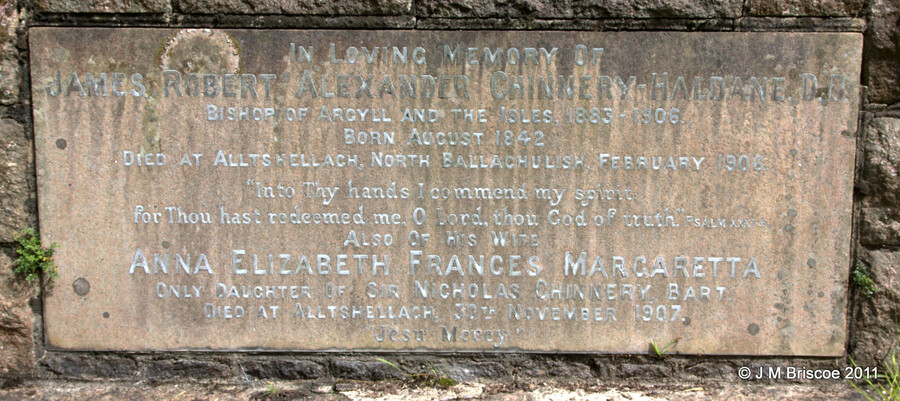 In Loving Memory Of
James Robert Alexander Chinnery-Haldane D.D.
Bishop of Argyll and the Isles, 1883-1906.
Born August 1842
Died at Alltshellach, North Ballachulish, February 1906
"Into Thy hands I commend my spirit
for Thou hast redeemed me, O Lord, thou God of truth." Psalm
Also Of His Wife
Anna Elizabeth Frances Margaretta
Only Daughter Of Sir Nicholas Chinnery, Bart
Died at Alltshellach, 30th November 1907.
"Jesu Mercy"
© J M Briscoe 2011